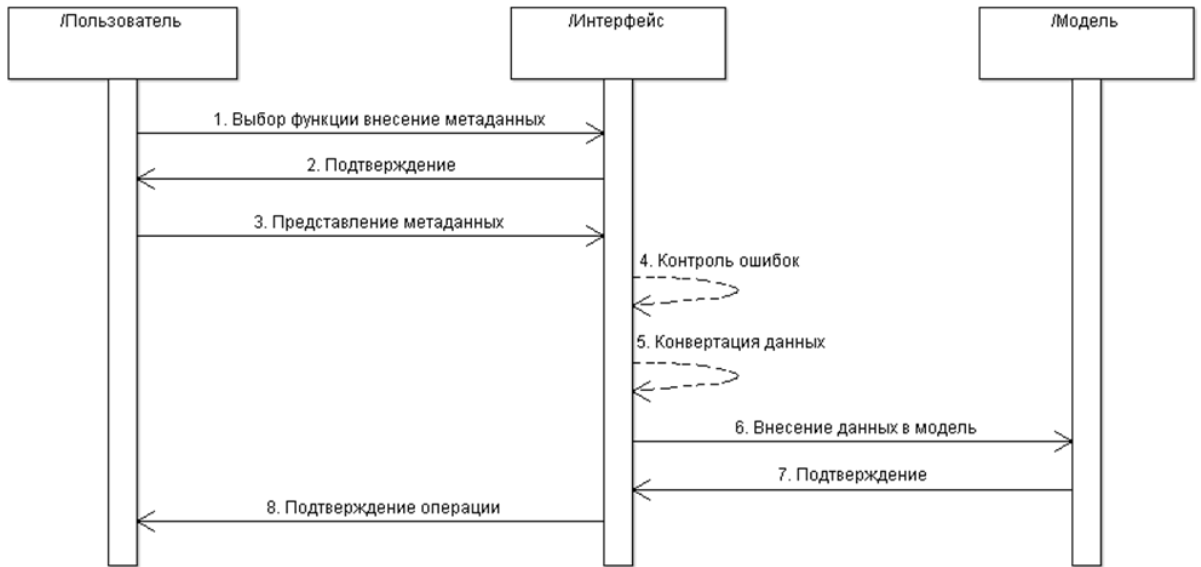 /Пользователь
/Интерфейс
/Модель
1. Выбор функции внесение метаданных
2. Подтверждение
3. Представление метаданных
4. Контроль ошибок
5. Конвертация данных
6. Внесение данных в модель
7. Подтверждение
8. Подтверждение операции